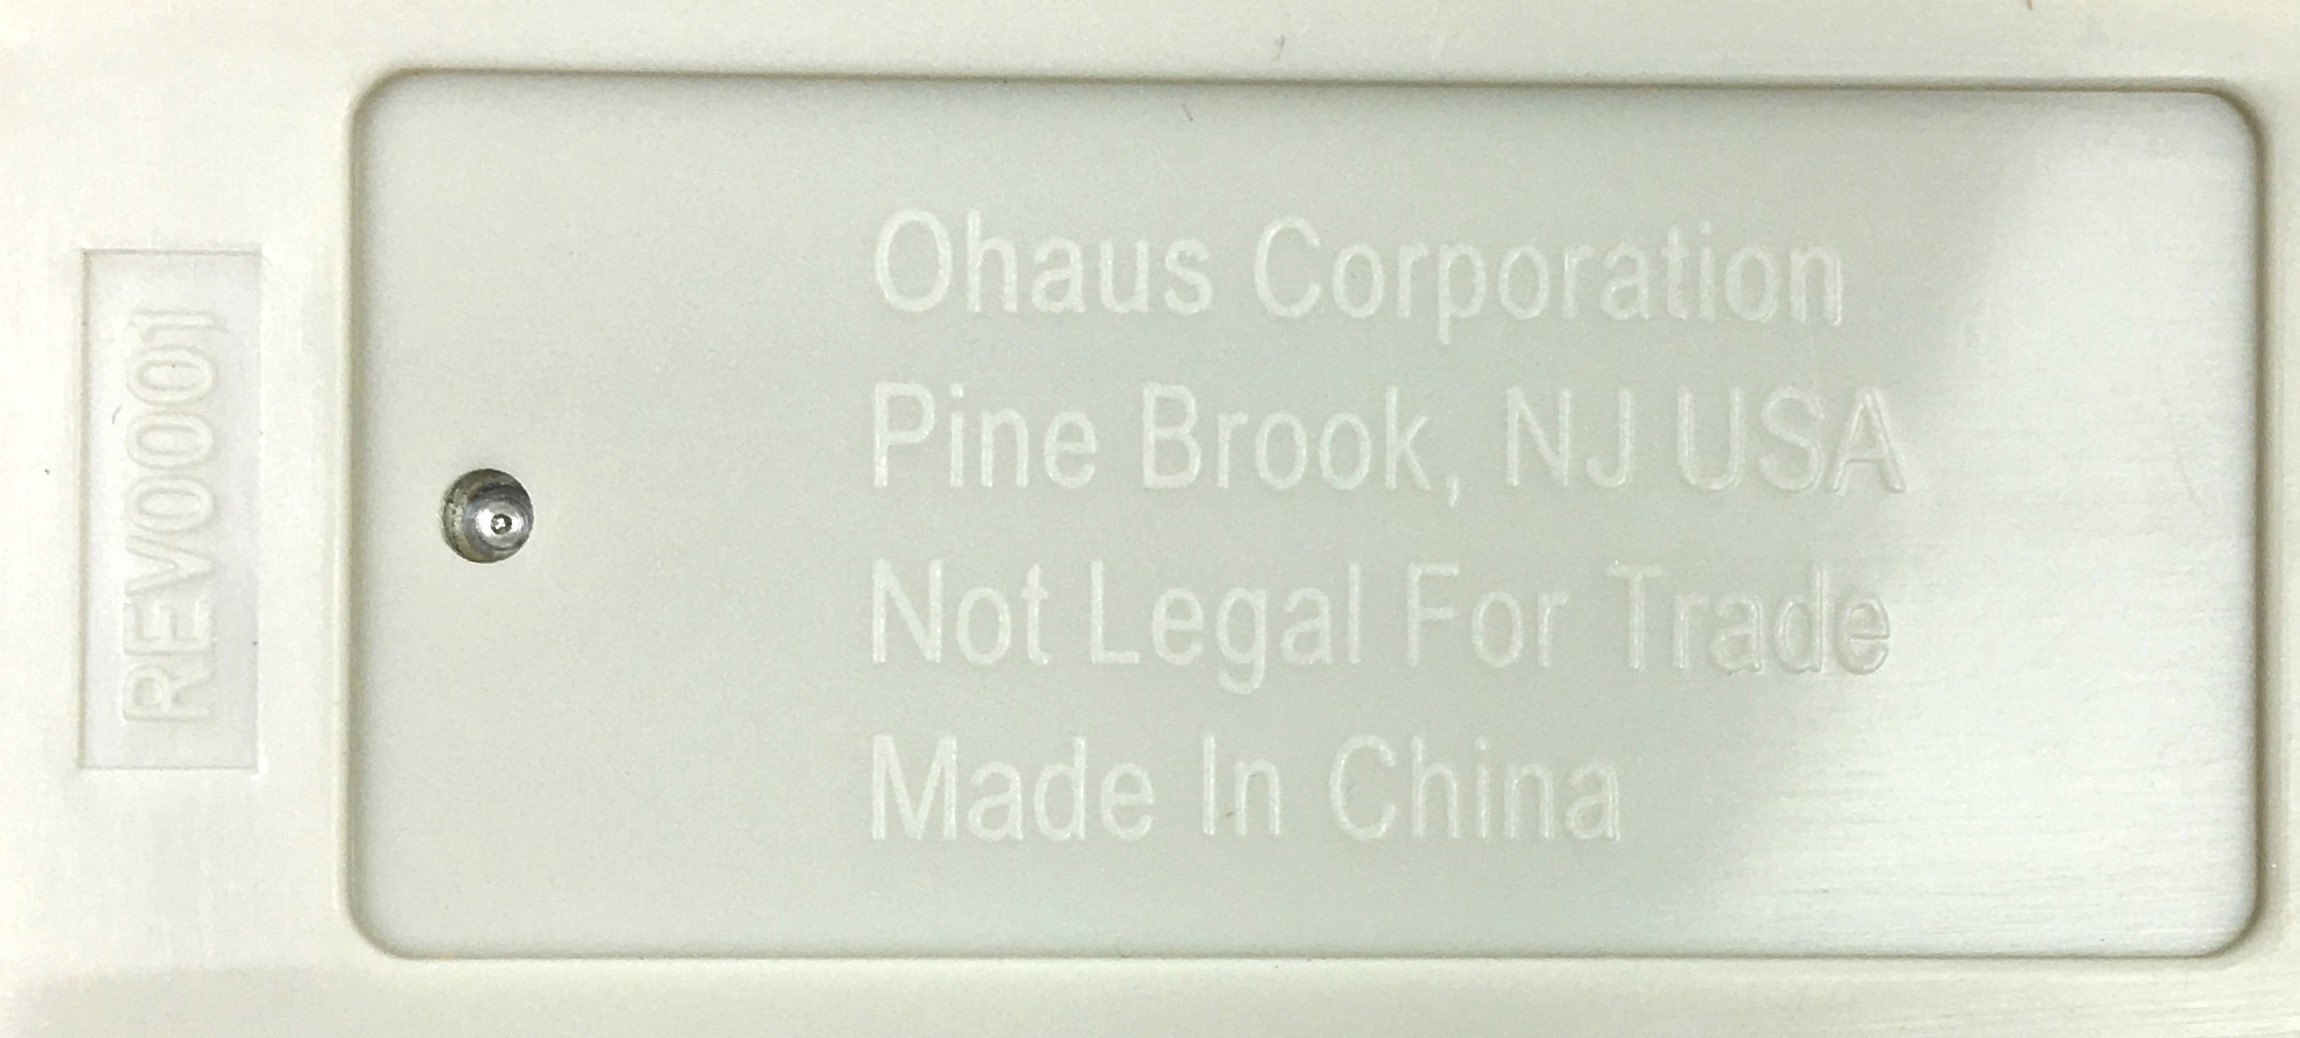 Ohaus Corporation
Pine Brook, NJ USA
Not Legal For Trade
Made In China
REV0001